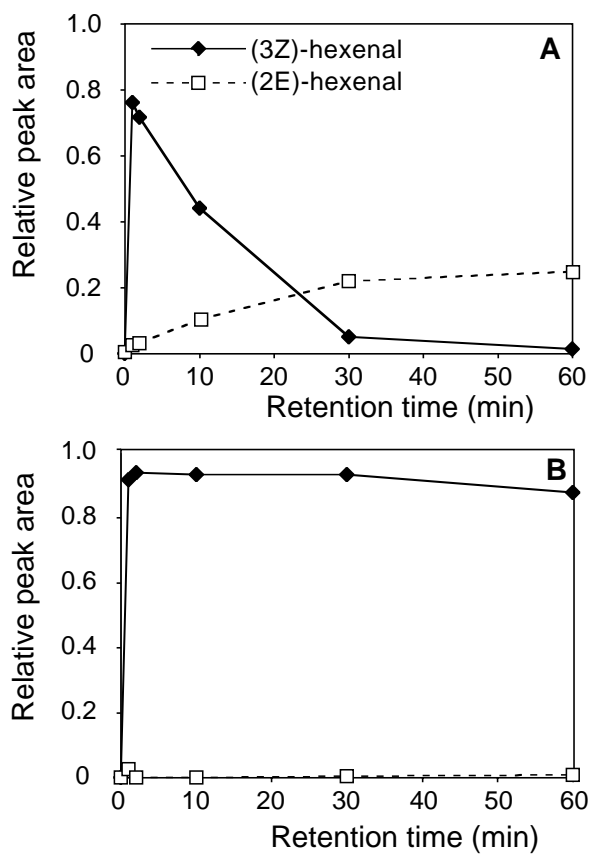 1.0
(3Z)-hexenal
A
(2E)-hexenal
0.8
0.6
0.4
0.2
0
Relative peak area
0 10 20 30 40 50 60
Retention time (min)
1.0
B
0.8
0.6
0.4
0.2
0
Relative peak area
0 10 20 30 40 50 60
Retention time (min)